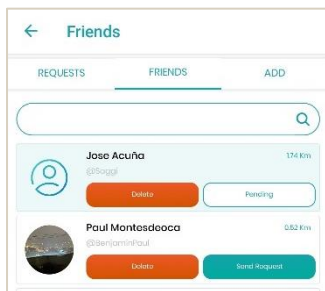 Friends
REQUESTS FRIENDS ADD
Jose Acuña 174 Km
@Saggi
Delete Pending
Paul Montesdeoca 0.62 Km
@BenjaminPaul
Delete Send Request